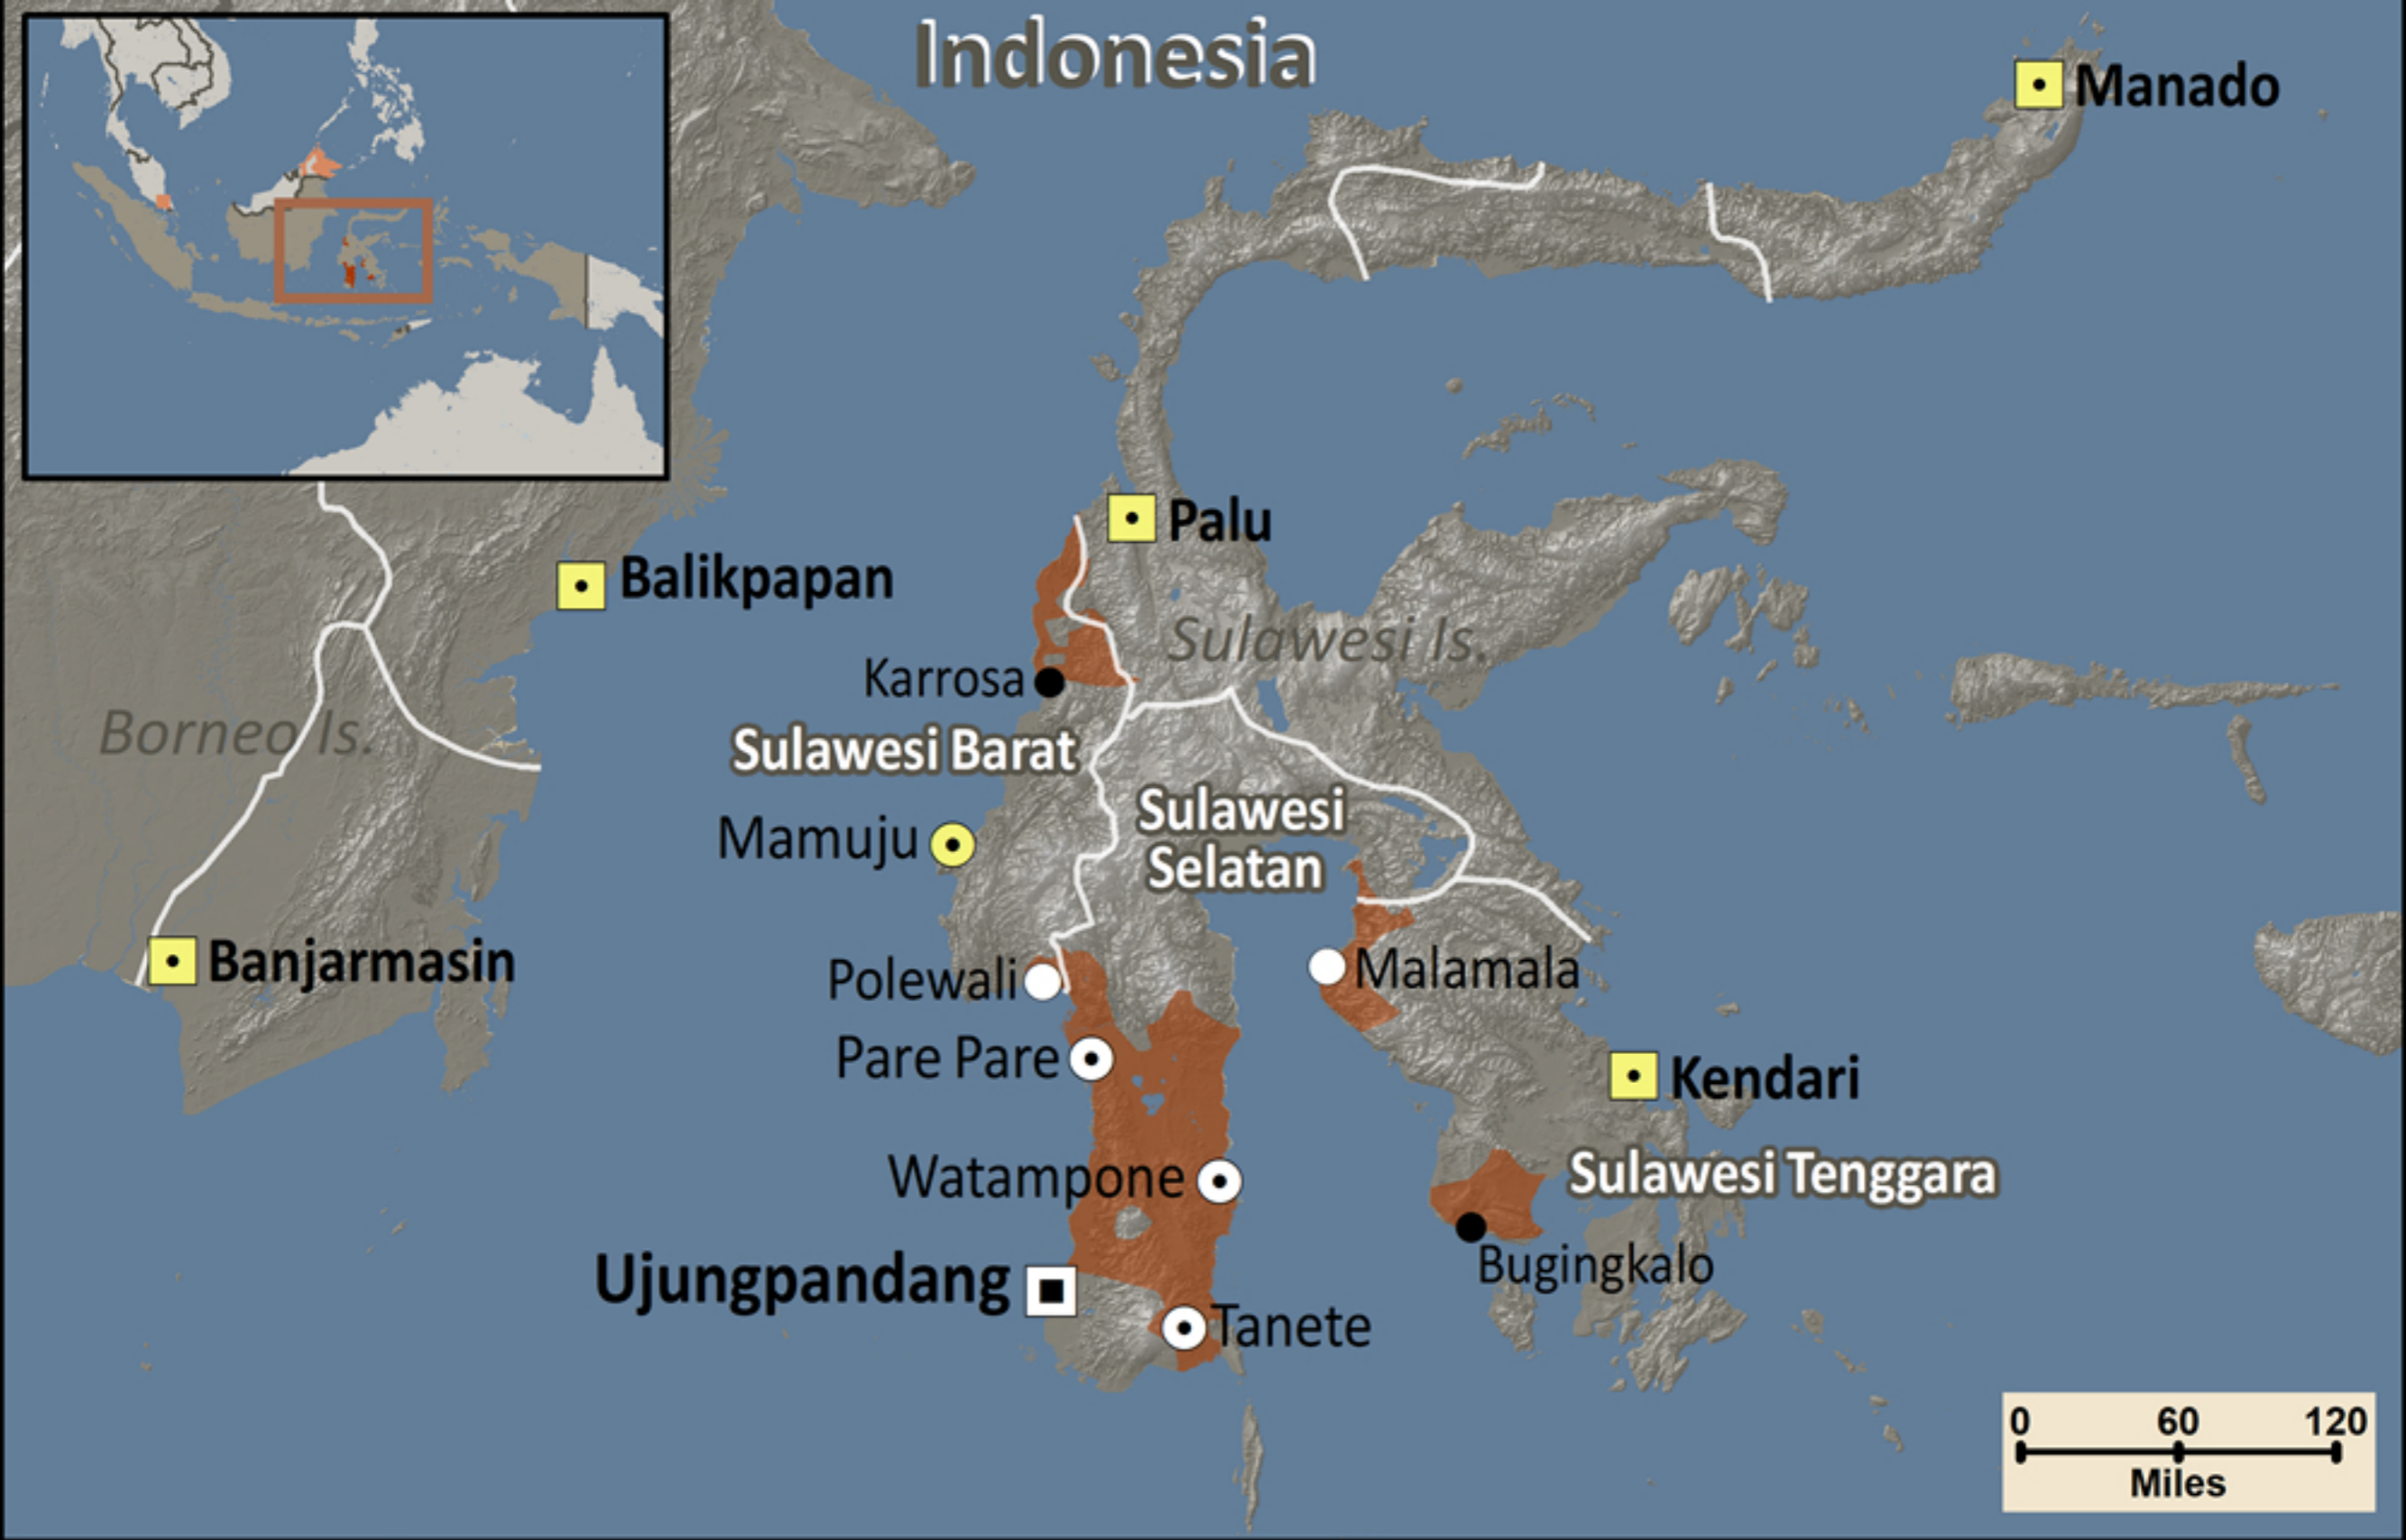 Indonesia
Manado
Palu
Balikpapan
Sulawesi Is.
Karrosa
Borneo Is.
Sulawesi Barat
Sulawesi
Selatan
Mamuju
Banjarmasin
Polewali
Malamala
Pare Pare
Kendari
Watampone
Sulawesi Tenggara
Bugingkalo
Ujungpandang
Tanete
0 60 120
Miles